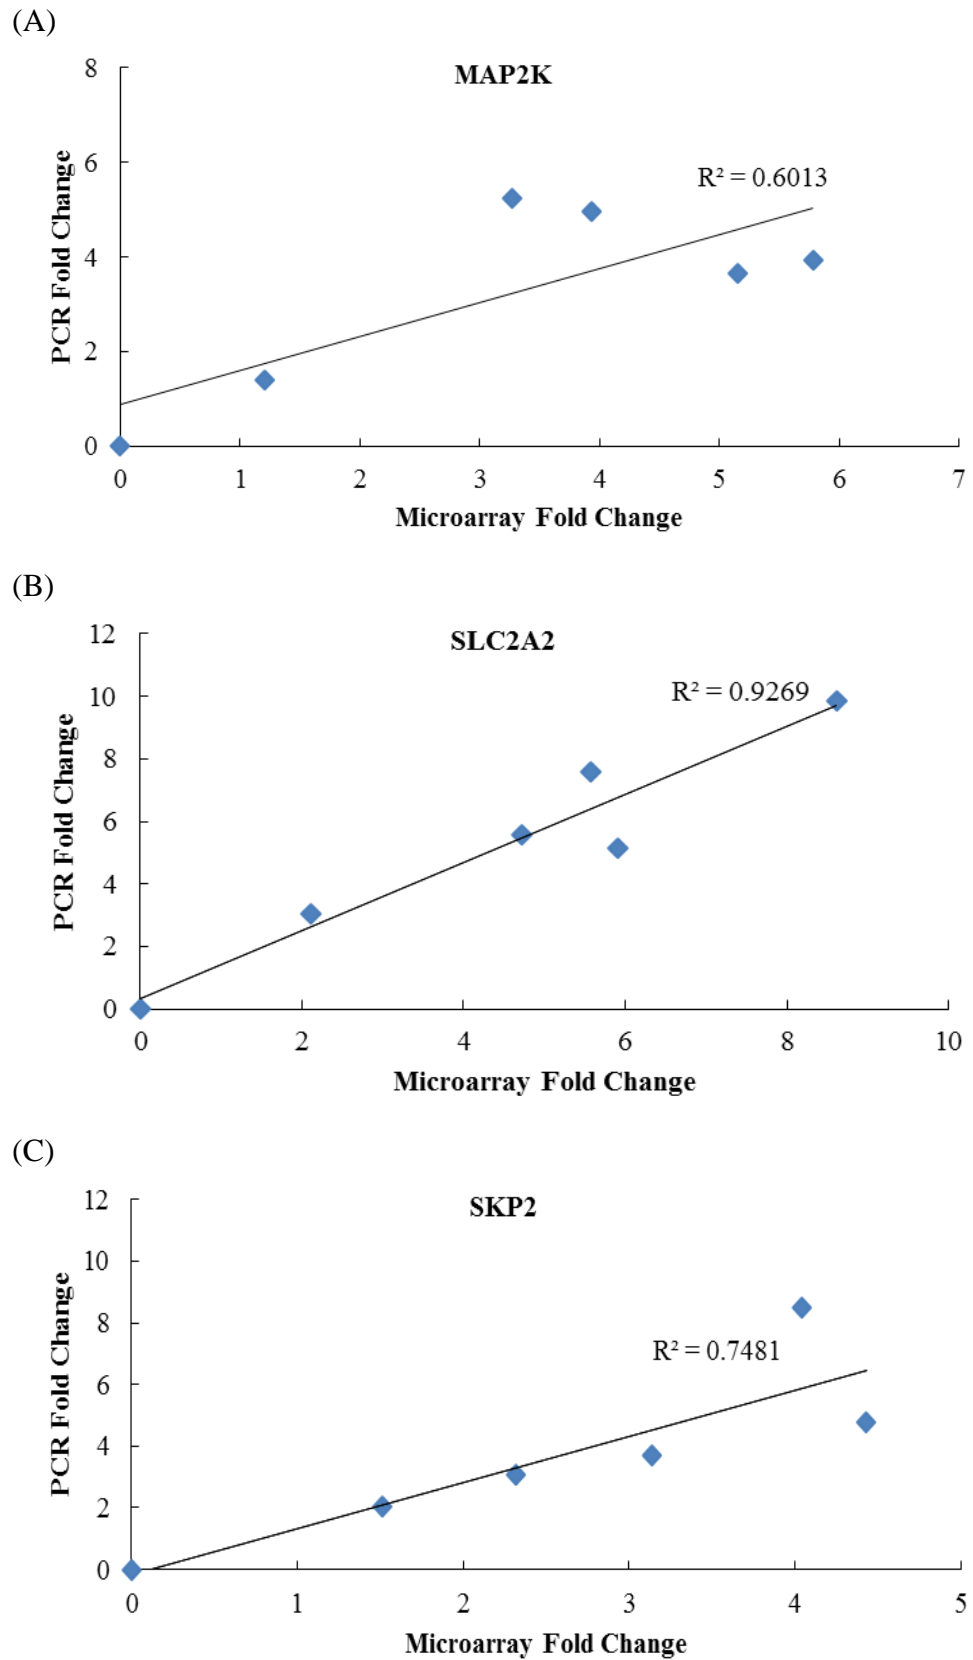 (A)
MAP2K
8
6
4
2
0
R² = 0.6013
PCR Fold Change
0 1 2 3 4 5 6 7
Microarray Fold Change
(B)
SLC2A2
12
10
8
6
4
2
0
R² = 0.9269
PCR Fold Change
0 2 4 6 8 10
Microarray Fold Change
(C)
SKP2
12
10
8
6
4
2
0
R² = 0.7481
PCR Fold Change
0 1 2 3 4 5
Microarray Fold Change